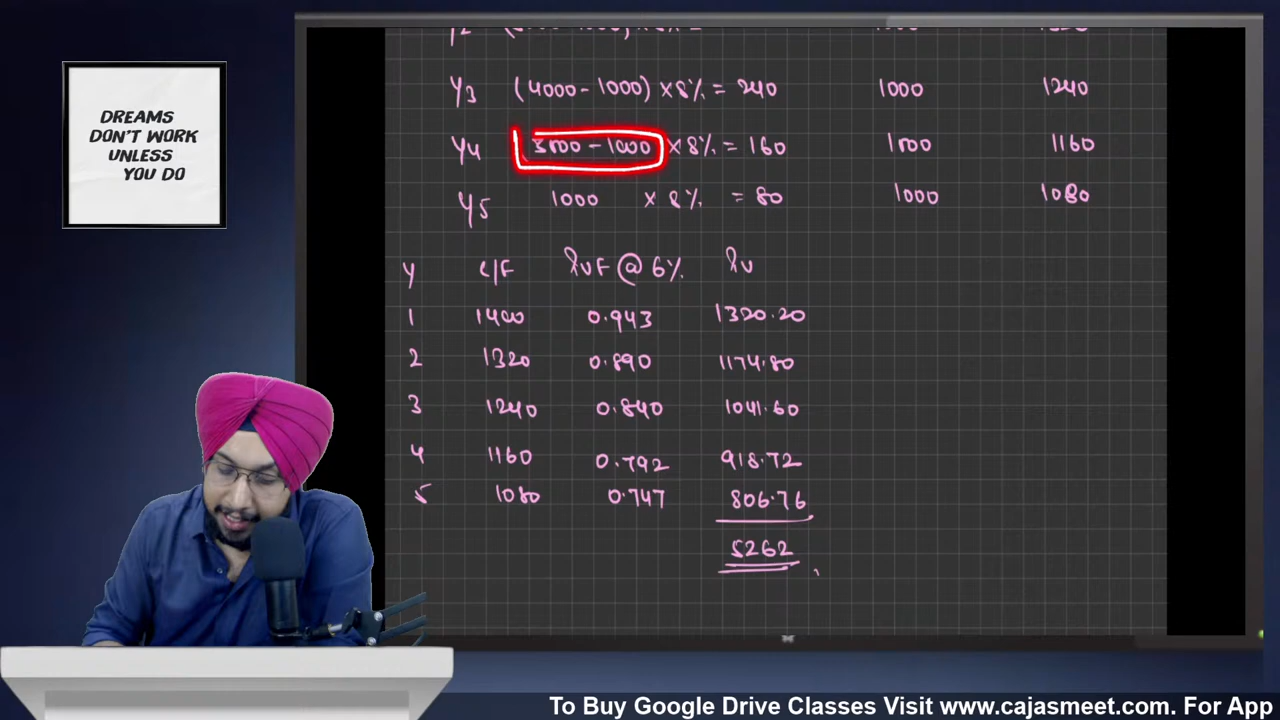 DREAMS
DON'T WORK
UNLESS
YOU DO
Y3 (4000-1000) x8% = 240 1000 1240
Y4 3000-1000 x8% = 160 1000 1160
Y5 1000 x 8% = 80 1000 1080
Y C/F PVF @ 6% PV
1 1400 0.943 1320.20
2 1320 0.890 1174.80
3 1240 0.840 1041.60
4 1160 0.792 918.72
5 1080 0.747 806.76
5262
To Buy Google Drive Classes Visit www.cajasmeet.com. For App